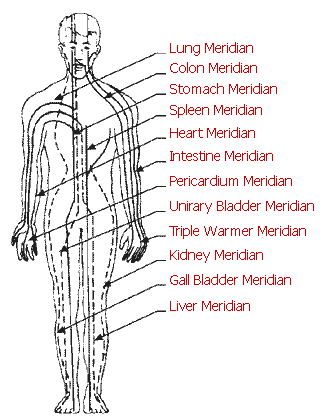 Lung Meridian
Colon Meridian
Stomach Meridian
Spleen Meridian
Heart Meridian
Intestine Meridian
Pericardium Meridian
Unirary Bladder Meridian
Triple Warmer Meridian
Kidney Meridian
Gall Bladder Meridian
Liver Meridian